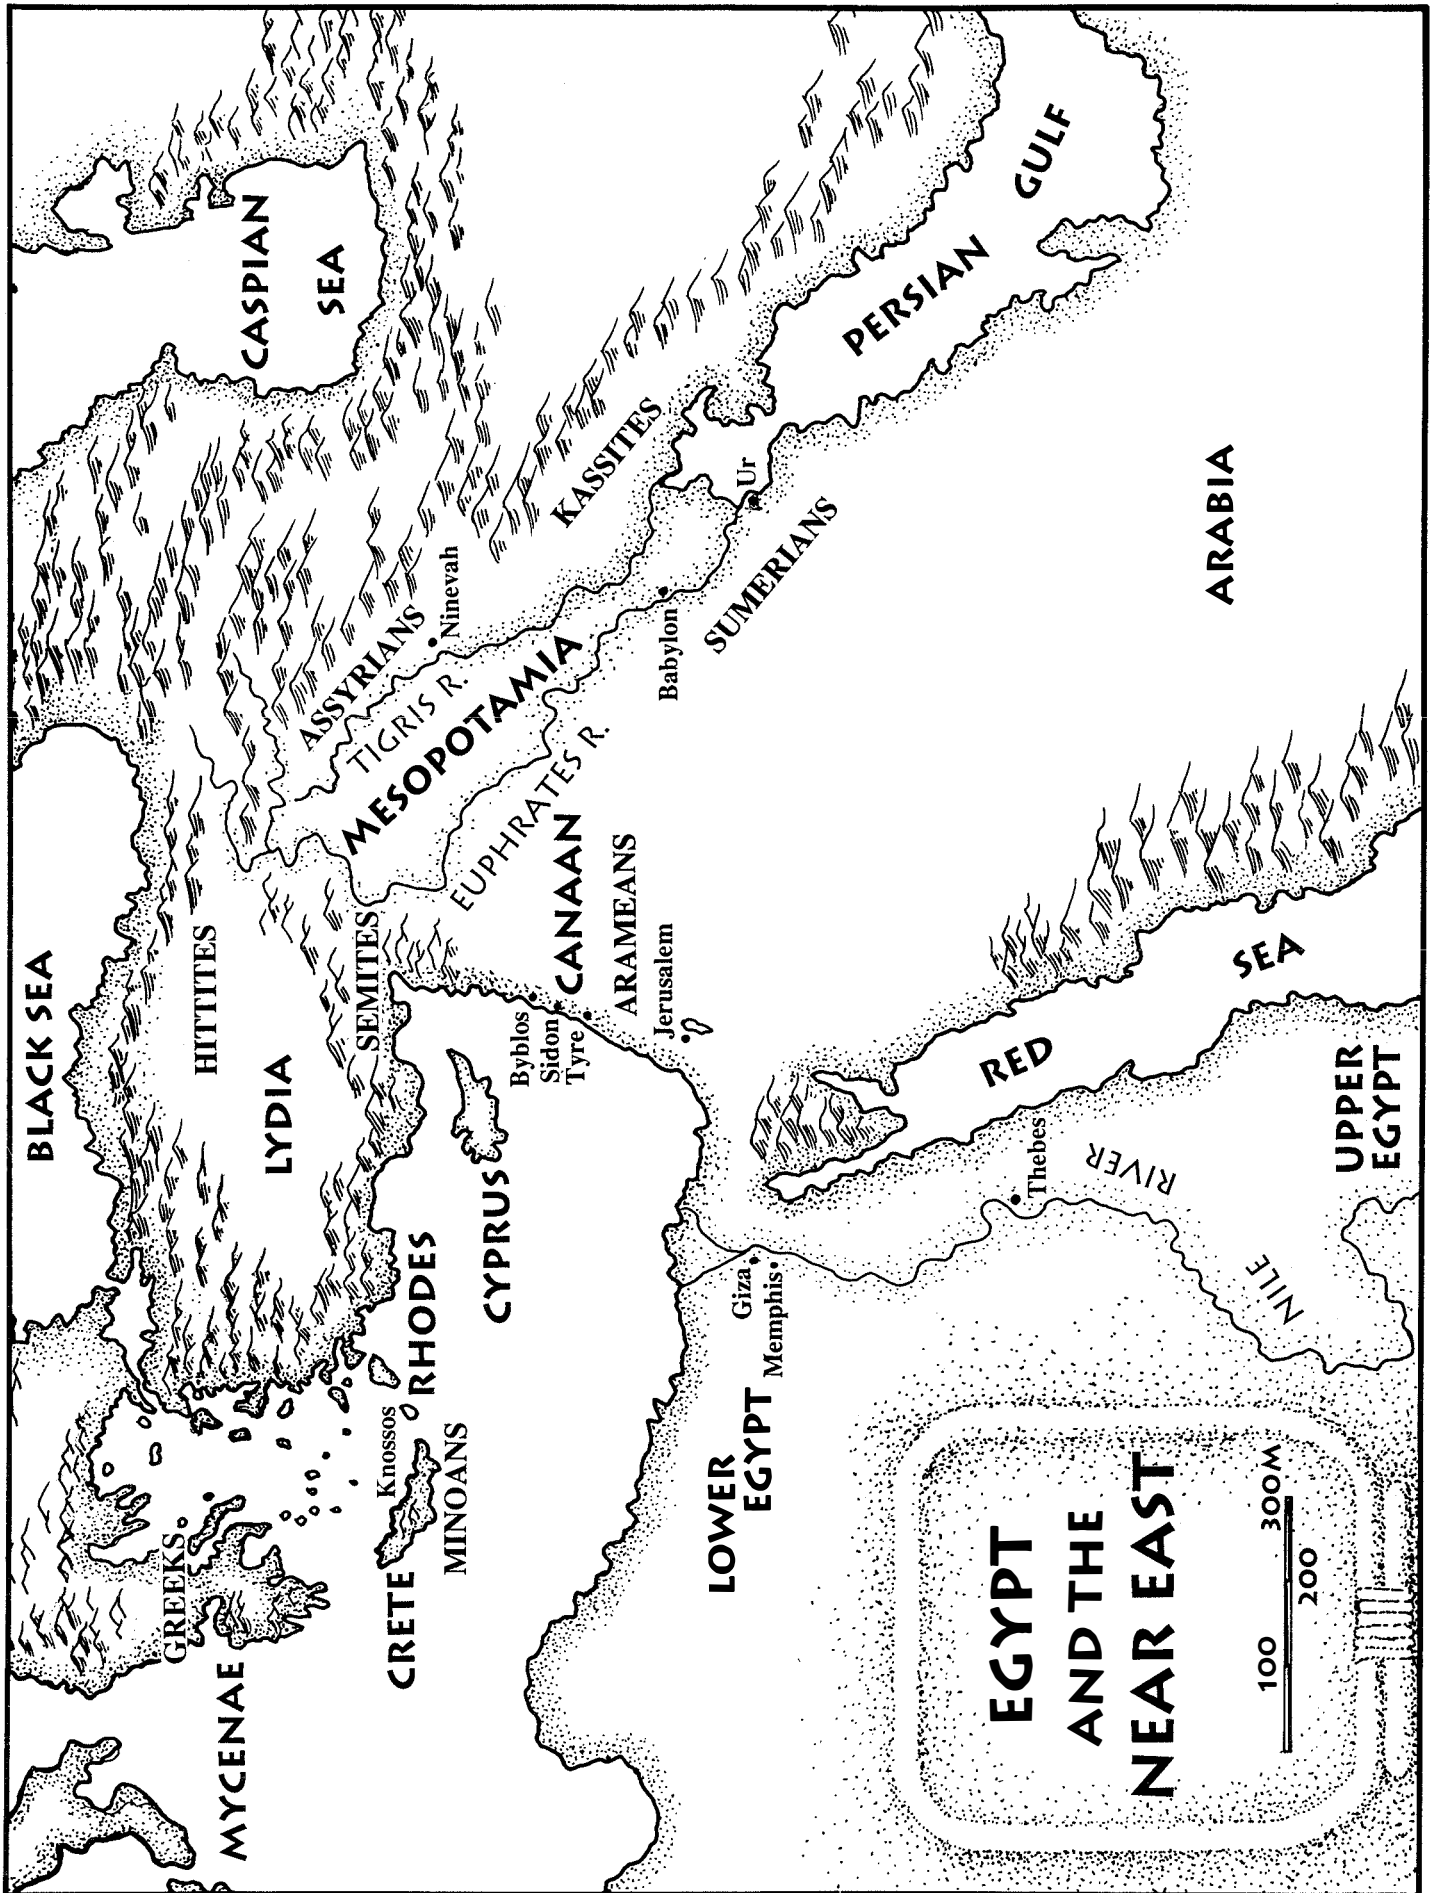 BLACK SEA
CASPIAN
SEA
GREEKS
MYCENAE
HITTITES
LYDIA
SEMITES
ASSYRIANS
Ninevah
TIGRIS R.
MESOPOTAMIA
EUPHRATES R.
KASSITES
Babylon
Ur
SUMERIANS
RHODES
Knossos
CRETE
MINOANS
CYPRUS
Byblos
Sidon
Tyre
CANAAN
ARAMEANS
Jerusalem
PERSIAN
GULF
LOWER
EGYPT
Giza
Memphis
ARABIA
RED
SEA
Thebes
NILE
RIVER
UPPER
EGYPT
EGYPT
AND THE
NEAR EAST
100
200
300M